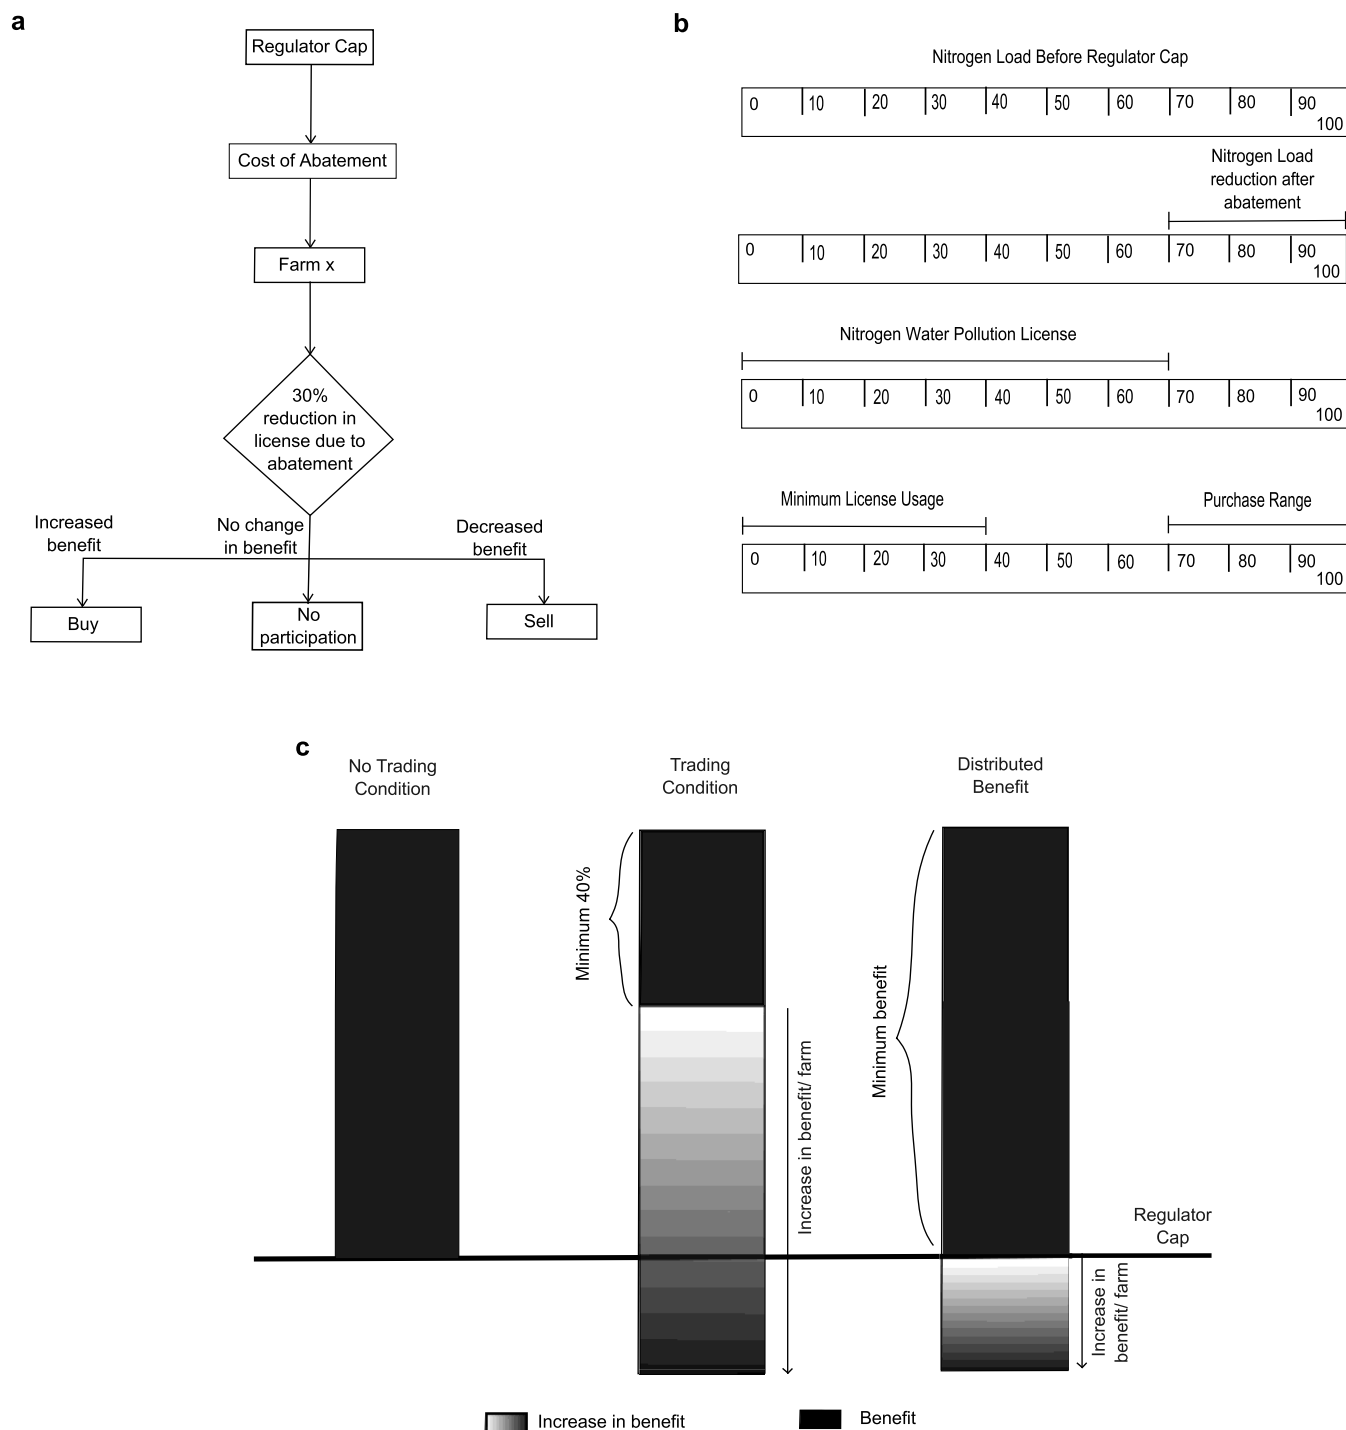 a
Regulator Cap
Cost of Abatement
Farm x
30%
reduction in
license due to
abatement
Increased
benefit
No change
in benefit
Decreased
benefit
Buy
No
participation
Sell
b
Nitrogen Load Before Regulator Cap
0 10 20 30 40 50 60 70 80 90
100
Nitrogen Load
reduction after
abatement
0 10 20 30 40 50 60 70 80 90
100
Nitrogen Water Pollution License
0 10 20 30 40 50 60 70 80 90
100
Minimum License Usage
Purchase Range
0 10 20 30 40 50 60 70 80 90
100
c
No Trading
Condition
Trading
Condition
Distributed
Benefit
Minimum 40%
Increase in benefit/ farm
Minimum benefit
Regulator
Cap
Increase in
benefit/ farm
Increase in benefit
Benefit